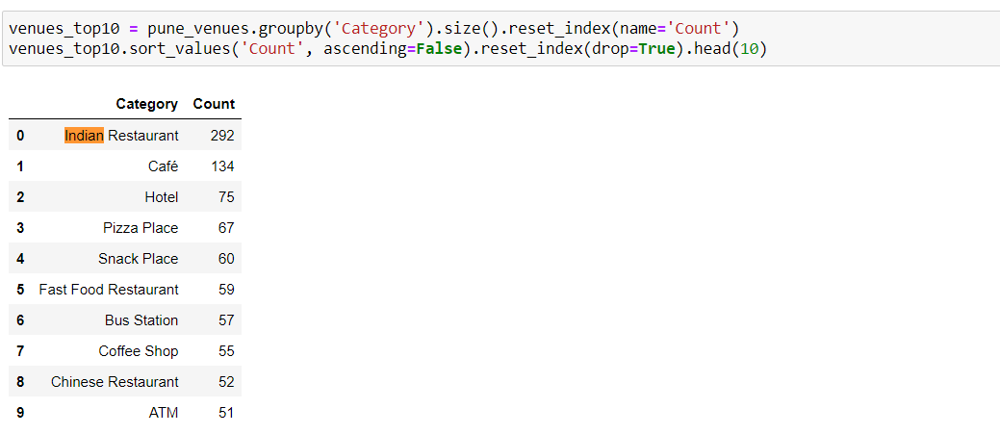 venues_top10 = pune_venues.groupby('Category').size().reset_index(name='Count')
venues_top10.sort_values('Count', ascending=False).reset_index(drop=True).head(10)
Category Count
0 Indian Restaurant 292
1 Café 134
2 Hotel 75
3 Pizza Place 67
4 Snack Place 60
5 Fast Food Restaurant 59
6 Bus Station 57
7 Coffee Shop 55
8 Chinese Restaurant 52
9 ATM 51